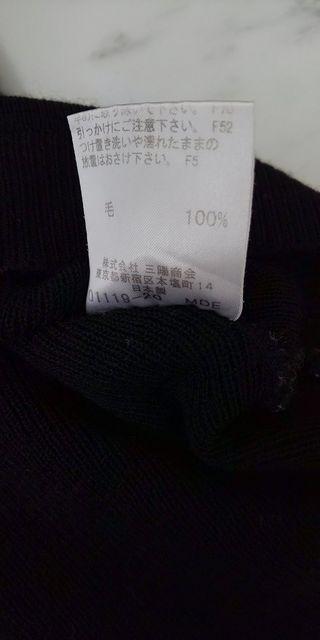 引っかけにご注意下さい。 F52
つけ置き洗いや濡れたままの
放置はおさけ下さい。 F5
毛 100%
株式会社 三陽商会
東京都新宿区本塩町14
日本製
01119-29 MDE